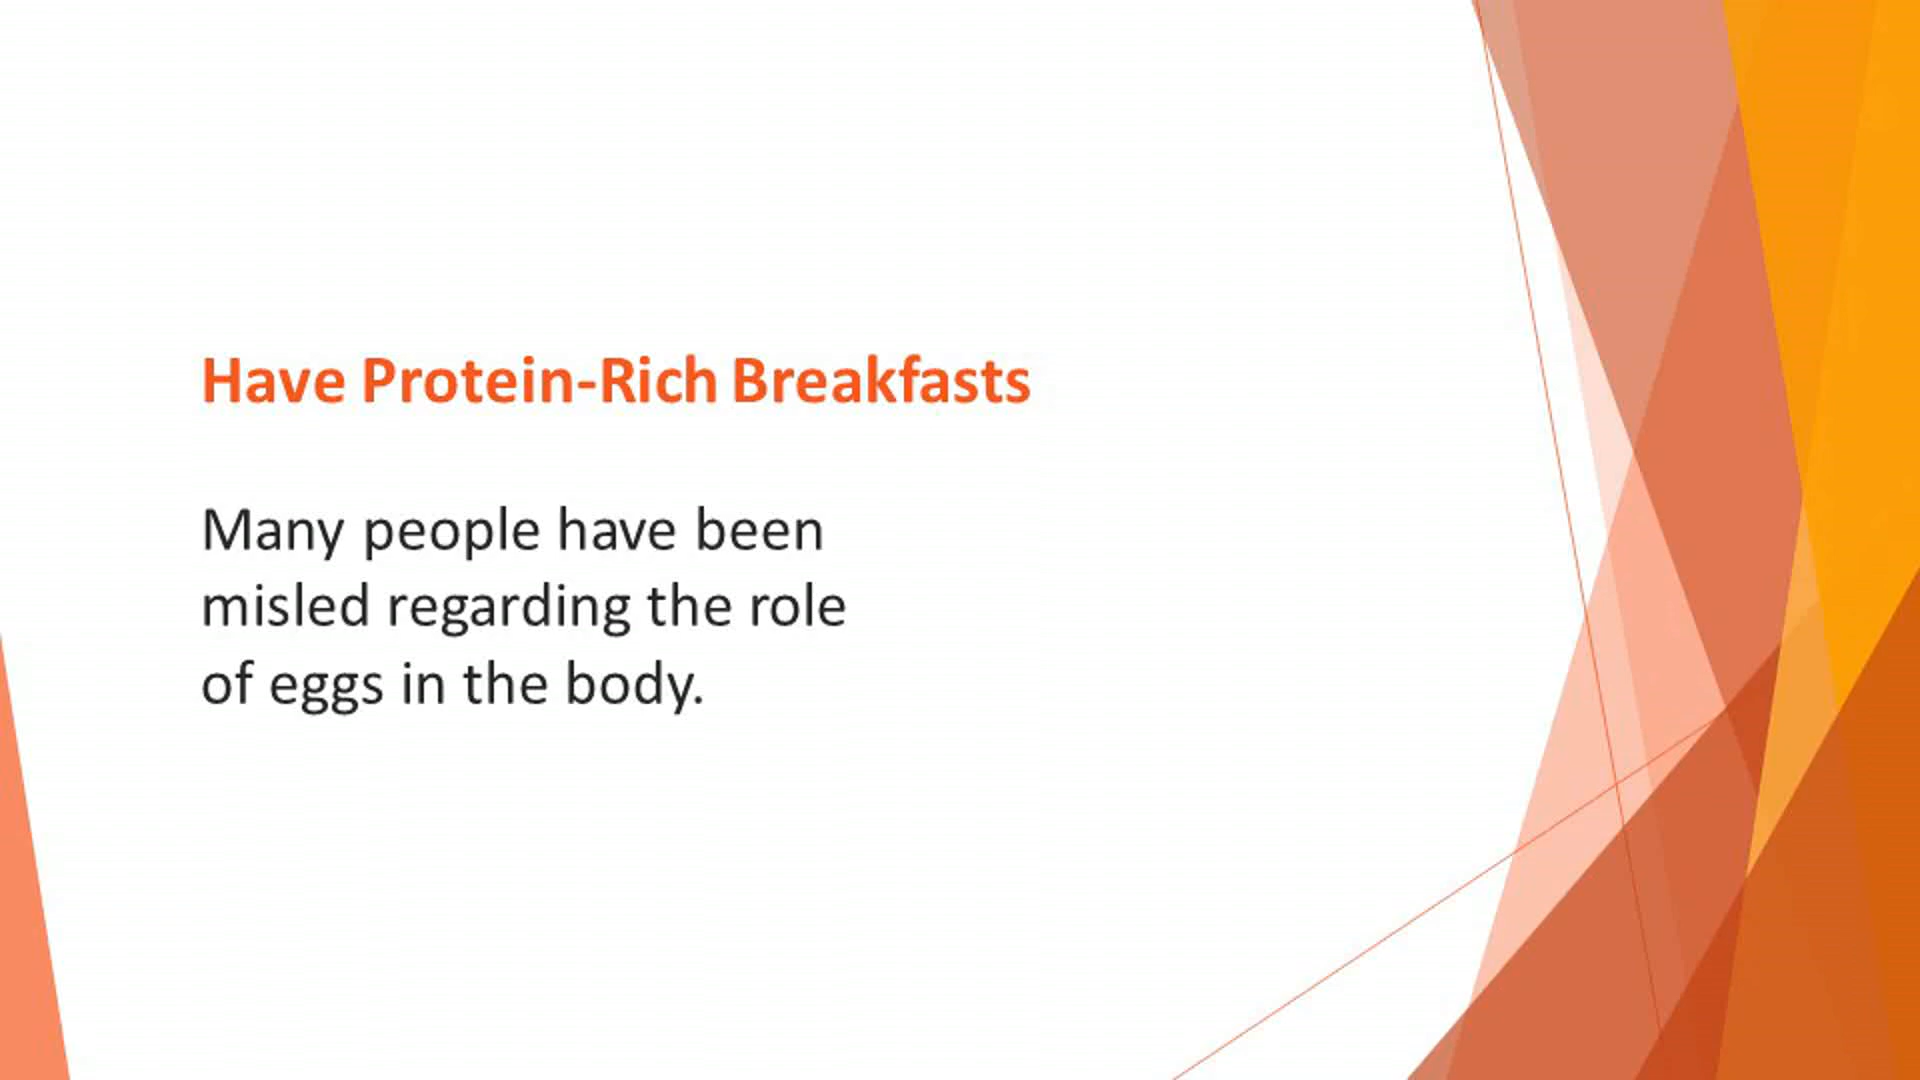 Have Protein-Rich Breakfasts
Many people have been
misled regarding the role
of eggs in the body.